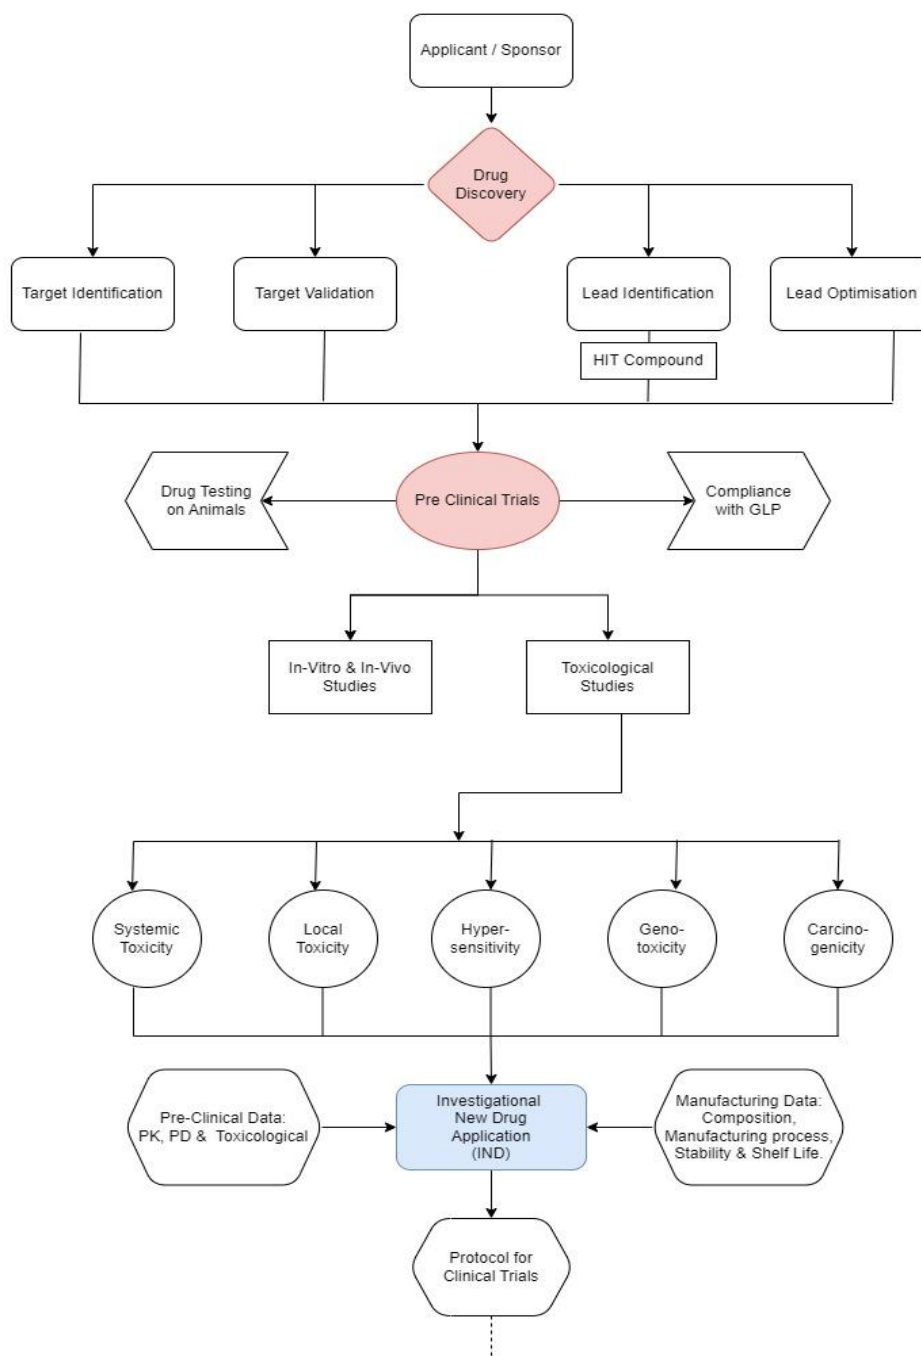 Applicant / Sponsor
Drug
Discovery
Target Identification
Target Validation
Lead Identification
Lead Optimisation
HIT Compound
Drug Testing
on Animals
Pre Clinical Trials
Compliance
with GLP
In-Vitro & In-Vivo
Studies
Toxicological
Studies
Systemic
Toxicity
Local
Toxicity
Hyper-
sensitivity
Geno-
toxicity
Carcino-
genicity
Pre-Clinical Data:
PK, PD & Toxicological
Investigational
New Drug
Application
(IND)
Manufacturing Data:
Composition,
Manufacturing process,
Stability & Shelf Life.
Protocol for
Clinical Trials